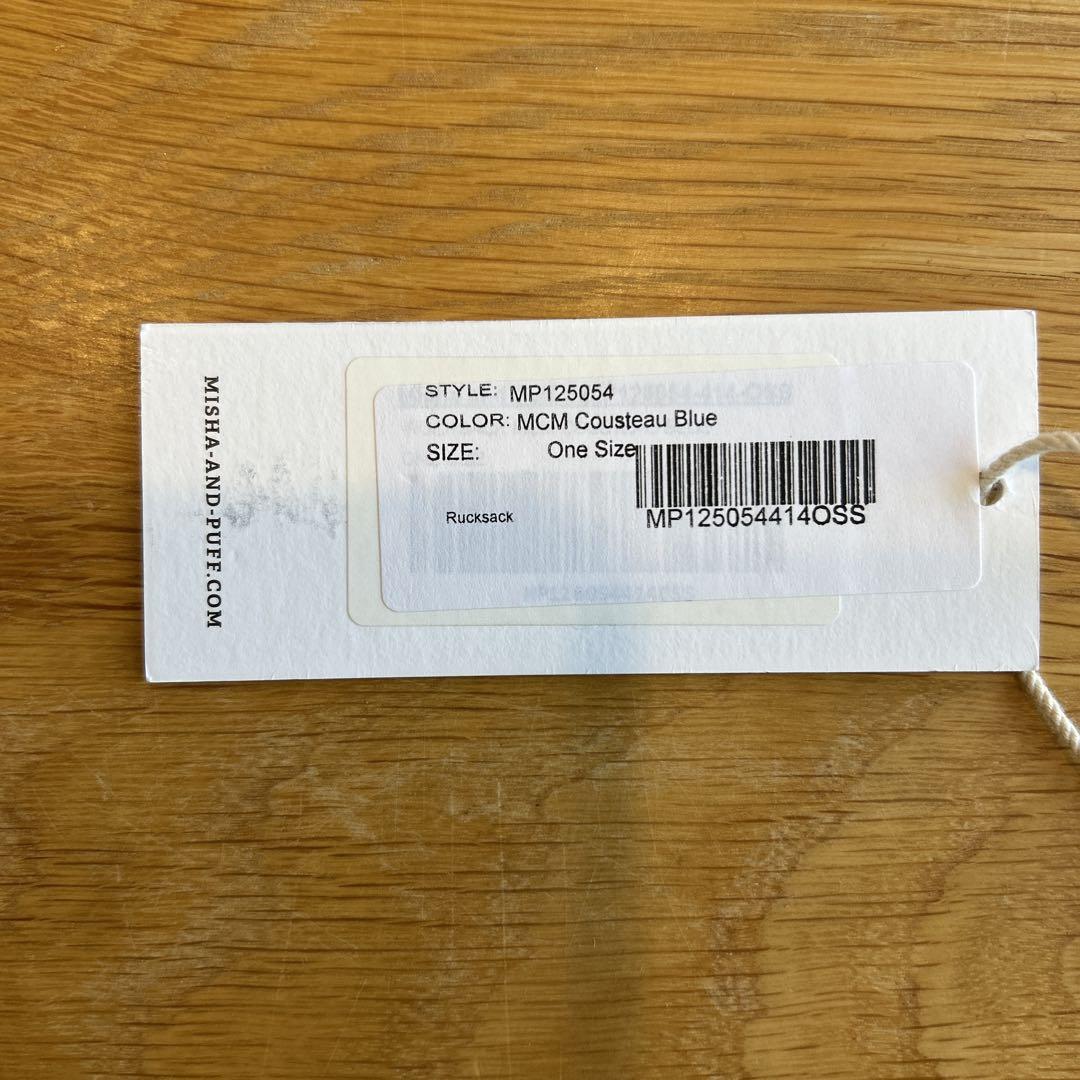 MISHA-AND-PUFF.COM
STYLE: MP125054
COLOR: MCM Cousteau Blue
SIZE: One Size
Rucksack
MP125054414OSS